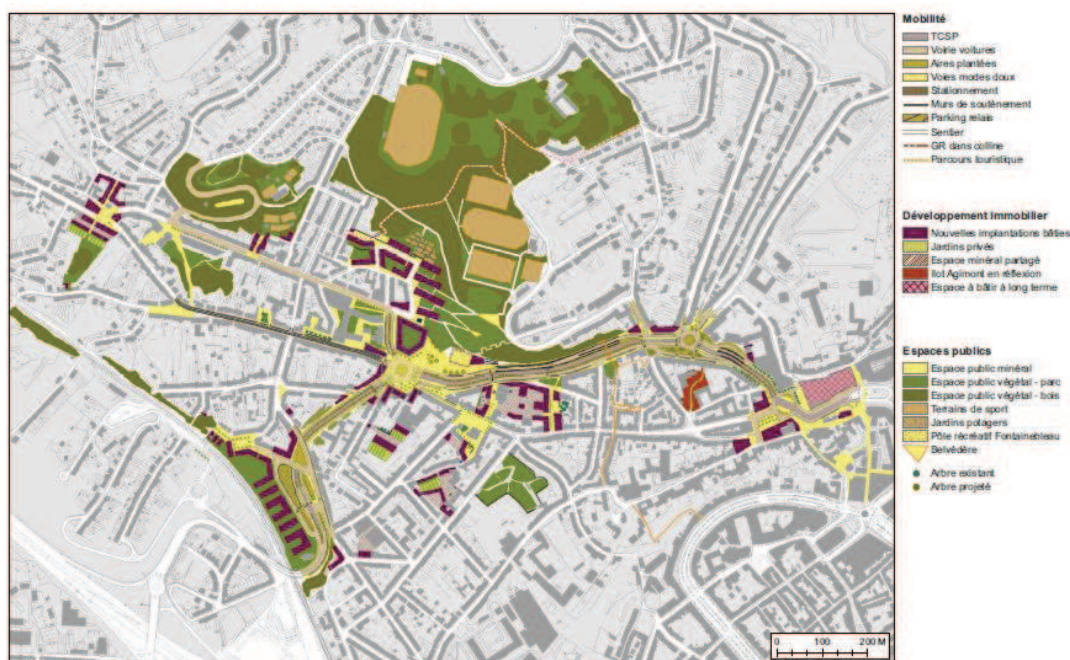 Mobilité
TCSP
Voirie voitures
Aires plantées
Voies modes doux
Stationnement
Murs de soutènement
Parking relais
Sentier
GR dans colline
Parcours touristique
Développement immobilier
Nouvelles implantations bâties
Jardins privés
Espace minéral partagé
Ilot Agimont en réflexion
Espace à bâtir à long terme
Espaces publics
Espace public minéral
Espace public végétal - parc
Espace public végétal - bois
Terrains de sport
Jardins potagers
Pôle récréatif Fontainebleau
Belvédère
Arbre existant
Arbre projeté
0 100 200 M